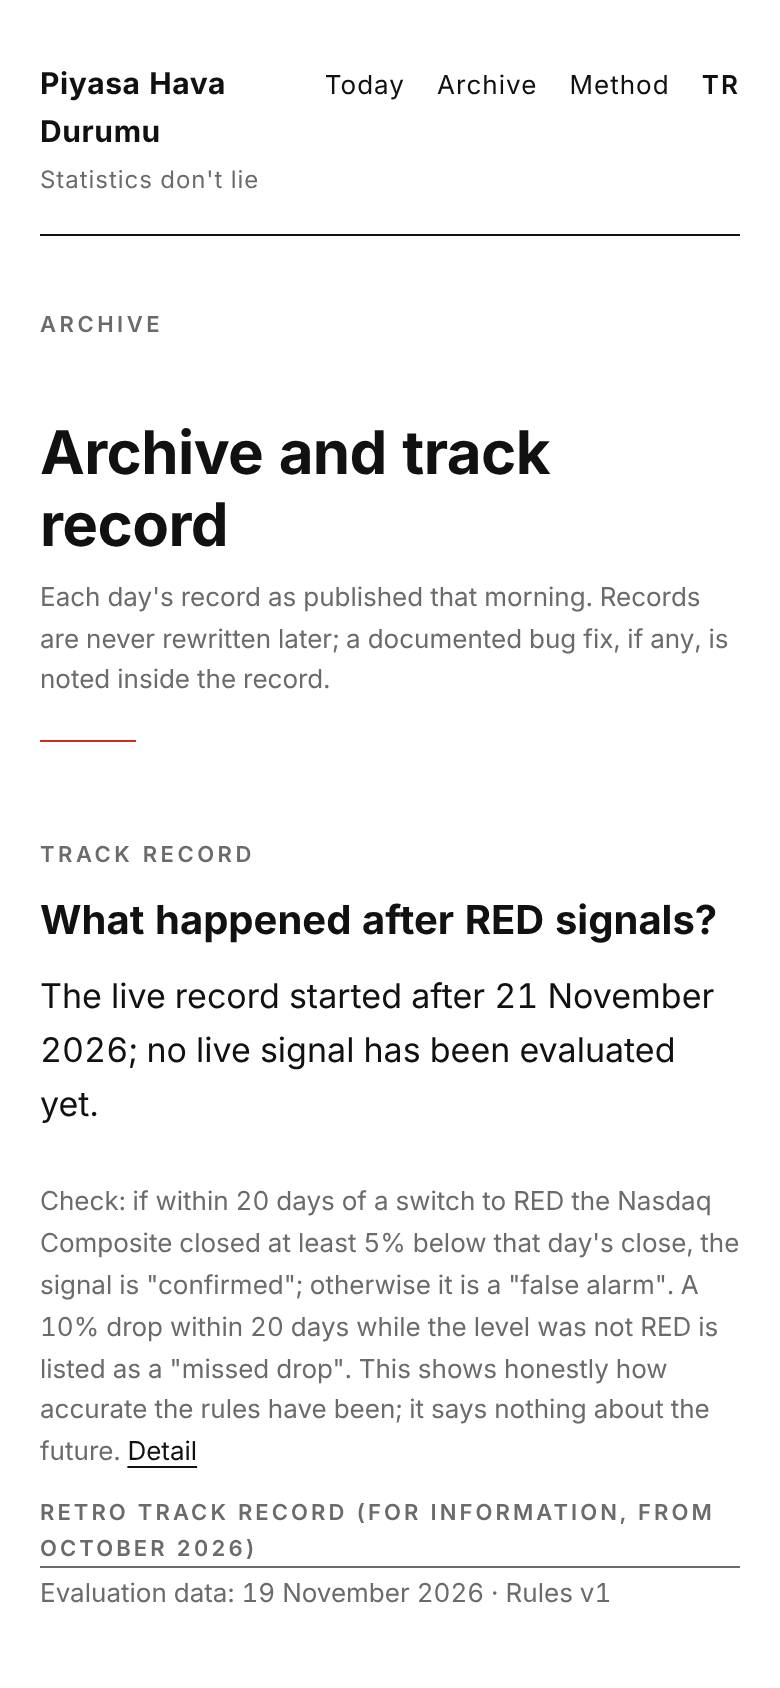 Piyasa Hava
Durumu
Today Archive Method TR
Statistics don't lie
ARCHIVE
Archive and track
record
Each day's record as published that morning. Records
are never rewritten later; a documented bug fix, if any, is
noted inside the record.
TRACK RECORD
What happened after RED signals?
The live record started after 21 November
2026; no live signal has been evaluated
yet.
Check: if within 20 days of a switch to RED the Nasdaq
Composite closed at least 5% below that day's close, the
signal is "confirmed"; otherwise it is a "false alarm". A
10% drop within 20 days while the level was not RED is
listed as a "missed drop". This shows honestly how
accurate the rules have been; it says nothing about the
future. Detail
RETRO TRACK RECORD (FOR INFORMATION, FROM
OCTOBER 2026)
Evaluation data: 19 November 2026 · Rules v1